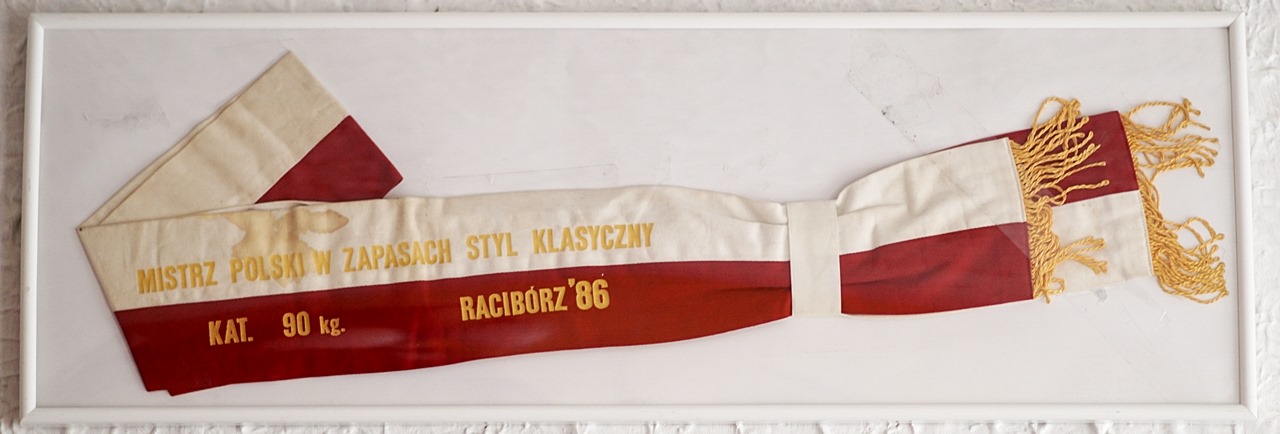 MISTRZ POLSKI W ZAPASACH STYL KLASYCZNY
KAT. 90 kg. RACIBÓRZ'86